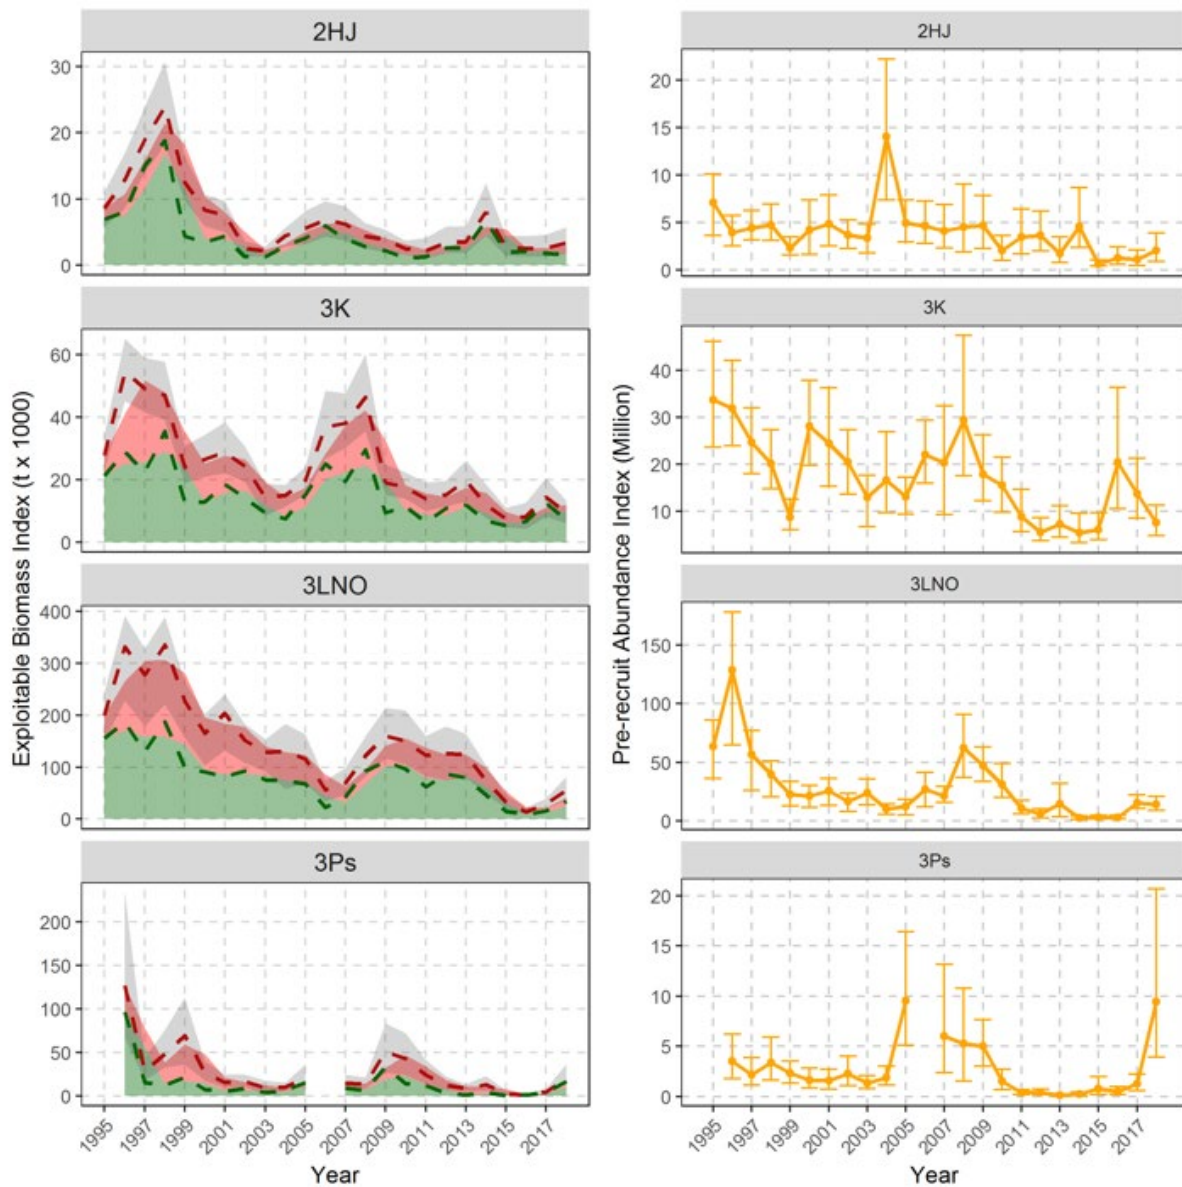 2HJ
30
20
10
0
3K
60
40
20
0
3LNO
400
300
200
100
0
3Ps
200
150
100
50
0
1995 1997 1999 2001 2003 2005 2007 2009 2011 2013 2015 2017
Year
Exploitable Biomass Index (t x 1000)
2HJ
20
15
10
5
0
3K
40
30
20
10
3LNO
150
100
50
0
3Ps
20
15
10
5
0
1995 1997 1999 2001 2003 2005 2007 2009 2011 2013 2015 2017
Year
Pre-recruit Abundance Index (Million)